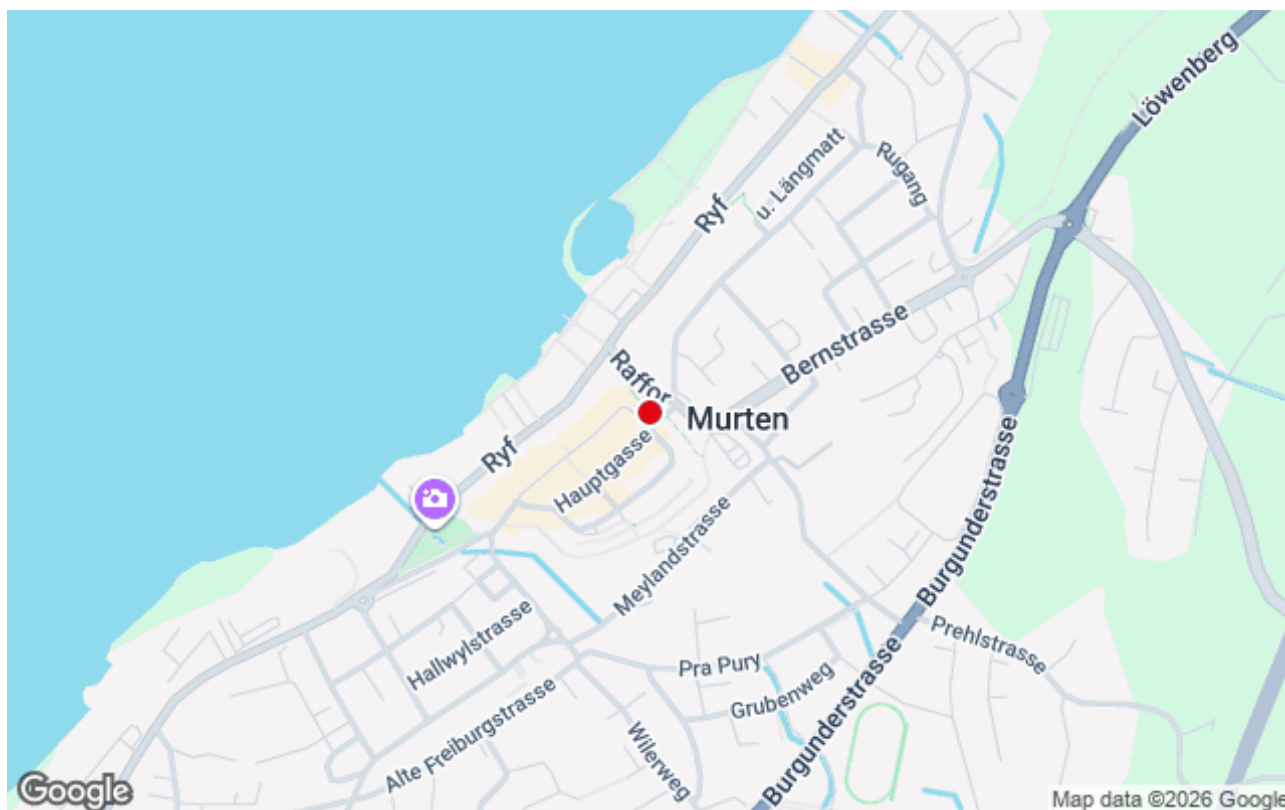 Löwenberg
Rugang
u. Längmatt
Ryf
Bernstrasse
Raffor
Murten
Ryf
Hauptgasse
Burgunderstrasse
Meylandstrasse
Prehlstrasse
Hallwylstrasse
Pra Pury
Grubenweg
Alte Freiburgstrasse
Wilerweg
Burgunderstrasse
Google
Map data ©2026 Google